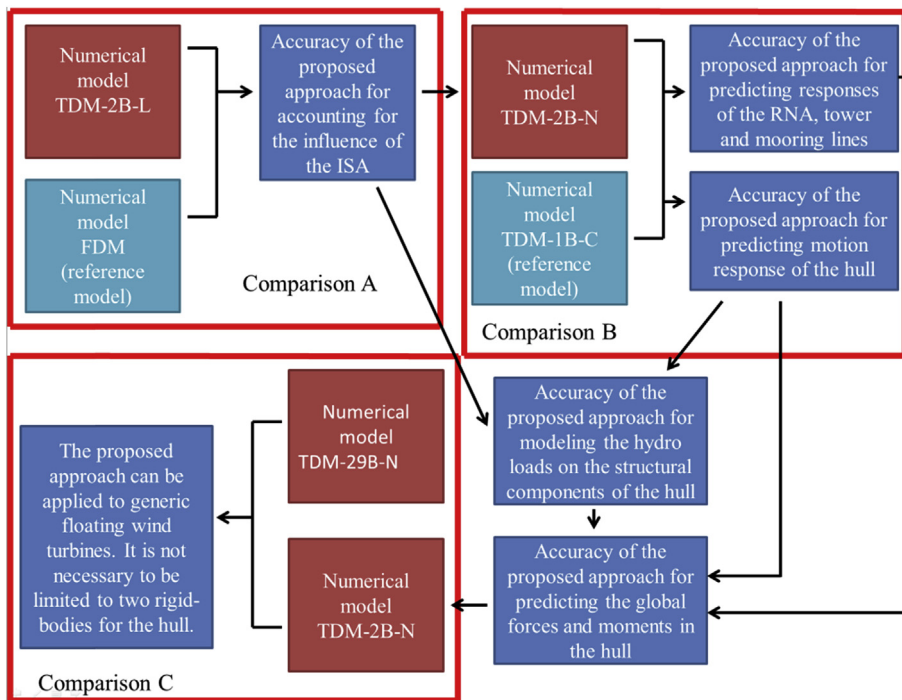 Numerical
model
TDM-2B-L
Accuracy of the
proposed
approach for
accounting for
the influence of
the ISA
Numerical
model
FDM
(reference
model)
Comparison A
Numerical
model
TDM-2B-N
Accuracy of the
proposed approach for
predicting responses
of the RNA, tower
and mooring lines
Numerical
model
TDM-1B-C
(reference
model)
Accuracy of the
proposed approach for
predicting motion
response of the hull
Comparison B
The proposed
approach can be
applied to generic
floating wind
turbines. It is not
necessary to be
limited to two rigid-
bodies for the hull.
Numerical
model
TDM-29B-N
Numerical
model
TDM-2B-N
Comparison C
Accuracy of the
proposed approach for
modeling the hydro
loads on the structural
components of the hull
Accuracy of the
proposed approach for
predicting the global
forces and moments in
the hull